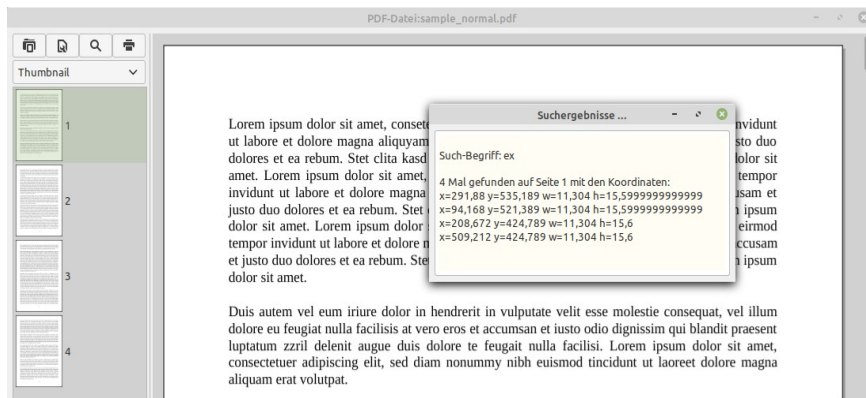 PDF-Datei:sample_normal.pdf
Thumbnail
1
2
3
4
Lorem ipsum dolor sit amet, consete
nvidunt
ut labore et dolore magna aliquyam
sto duo
dolores et ea rebum. Stet clita kasd
dolor sit
amet. Lorem ipsum dolor sit amet,
tempor
invidunt ut labore et dolore magna
usam et
justo duo dolores et ea rebum. Stet
ipsum
dolor sit amet. Lorem ipsum dolor
eirmod
tempor invidunt ut labore et dolore
ccusam
et justo duo dolores et ea rebum. Ste
ipsum
dolor sit amet.
Suchergebnisse ...
Such-Begriff: ex
4 Mal gefunden auf Seite 1 mit den Koordinaten:
x=291,88 y=535,189 w=11,304 h=15,5999999999999
x=94,168 y=521,389 w=11,304 h=15,5999999999999
x=208,672 y=424,789 w=11,304 h=15,6
x=509,212 y=424,789 w=11,304 h=15,6
Duis autem vel eum iriure dolor in hendrerit in vulputate velit esse molestie consequat, vel illum
dolore eu feugiat nulla facilisis at vero eros et accumsan et iusto odio dignissim qui blandit praesent
luptatum zzril delenit augue duis dolore te feugait nulla facilisi. Lorem ipsum dolor sit amet,
consectetuer adipiscing elit, sed diam nonummy nibh euismod tincidunt ut laoreet dolore magna
aliquam erat volutpat.